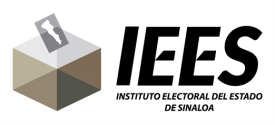 IEES
INSTITUTO ELECTORAL DEL ESTADO
DE SINALOA